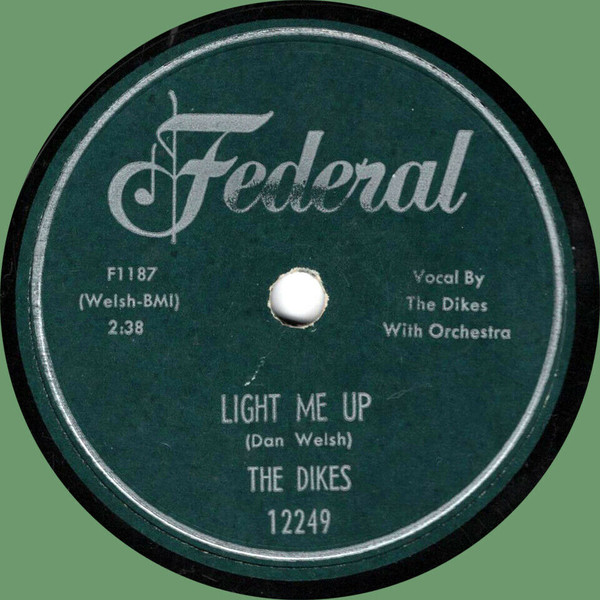 Federal
F1187
(Welsh-BMI)
2:38
Vocal By
The Dikes
With Orchestra
LIGHT ME UP
(Dan Welsh)
THE DIKES
12249